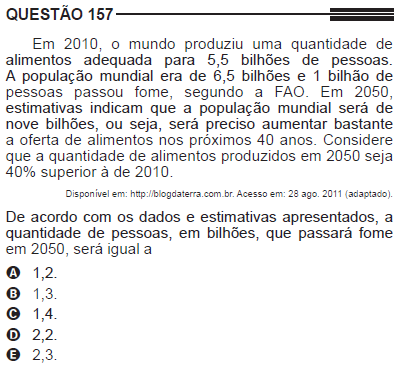 QUESTÃO 157
Em 2010, o mundo produziu uma quantidade de
alimentos adequada para 5,5 bilhões de pessoas.
A população mundial era de 6,5 bilhões e 1 bilhão de
pessoas passou fome, segundo a FAO. Em 2050,
estimativas indicam que a população mundial será de
nove bilhões, ou seja, será preciso aumentar bastante
a oferta de alimentos nos próximos 40 anos. Considere
que a quantidade de alimentos produzidos em 2050 seja
40% superior à de 2010.
Disponível em: http://blogdaterra.com.br. Acesso em: 28 ago. 2011 (adaptado).
De acordo com os dados e estimativas apresentados, a
quantidade de pessoas, em bilhões, que passará fome
em 2050, será igual a
A 1,2.
B 1,3.
C 1,4.
D 2,2.
E 2,3.